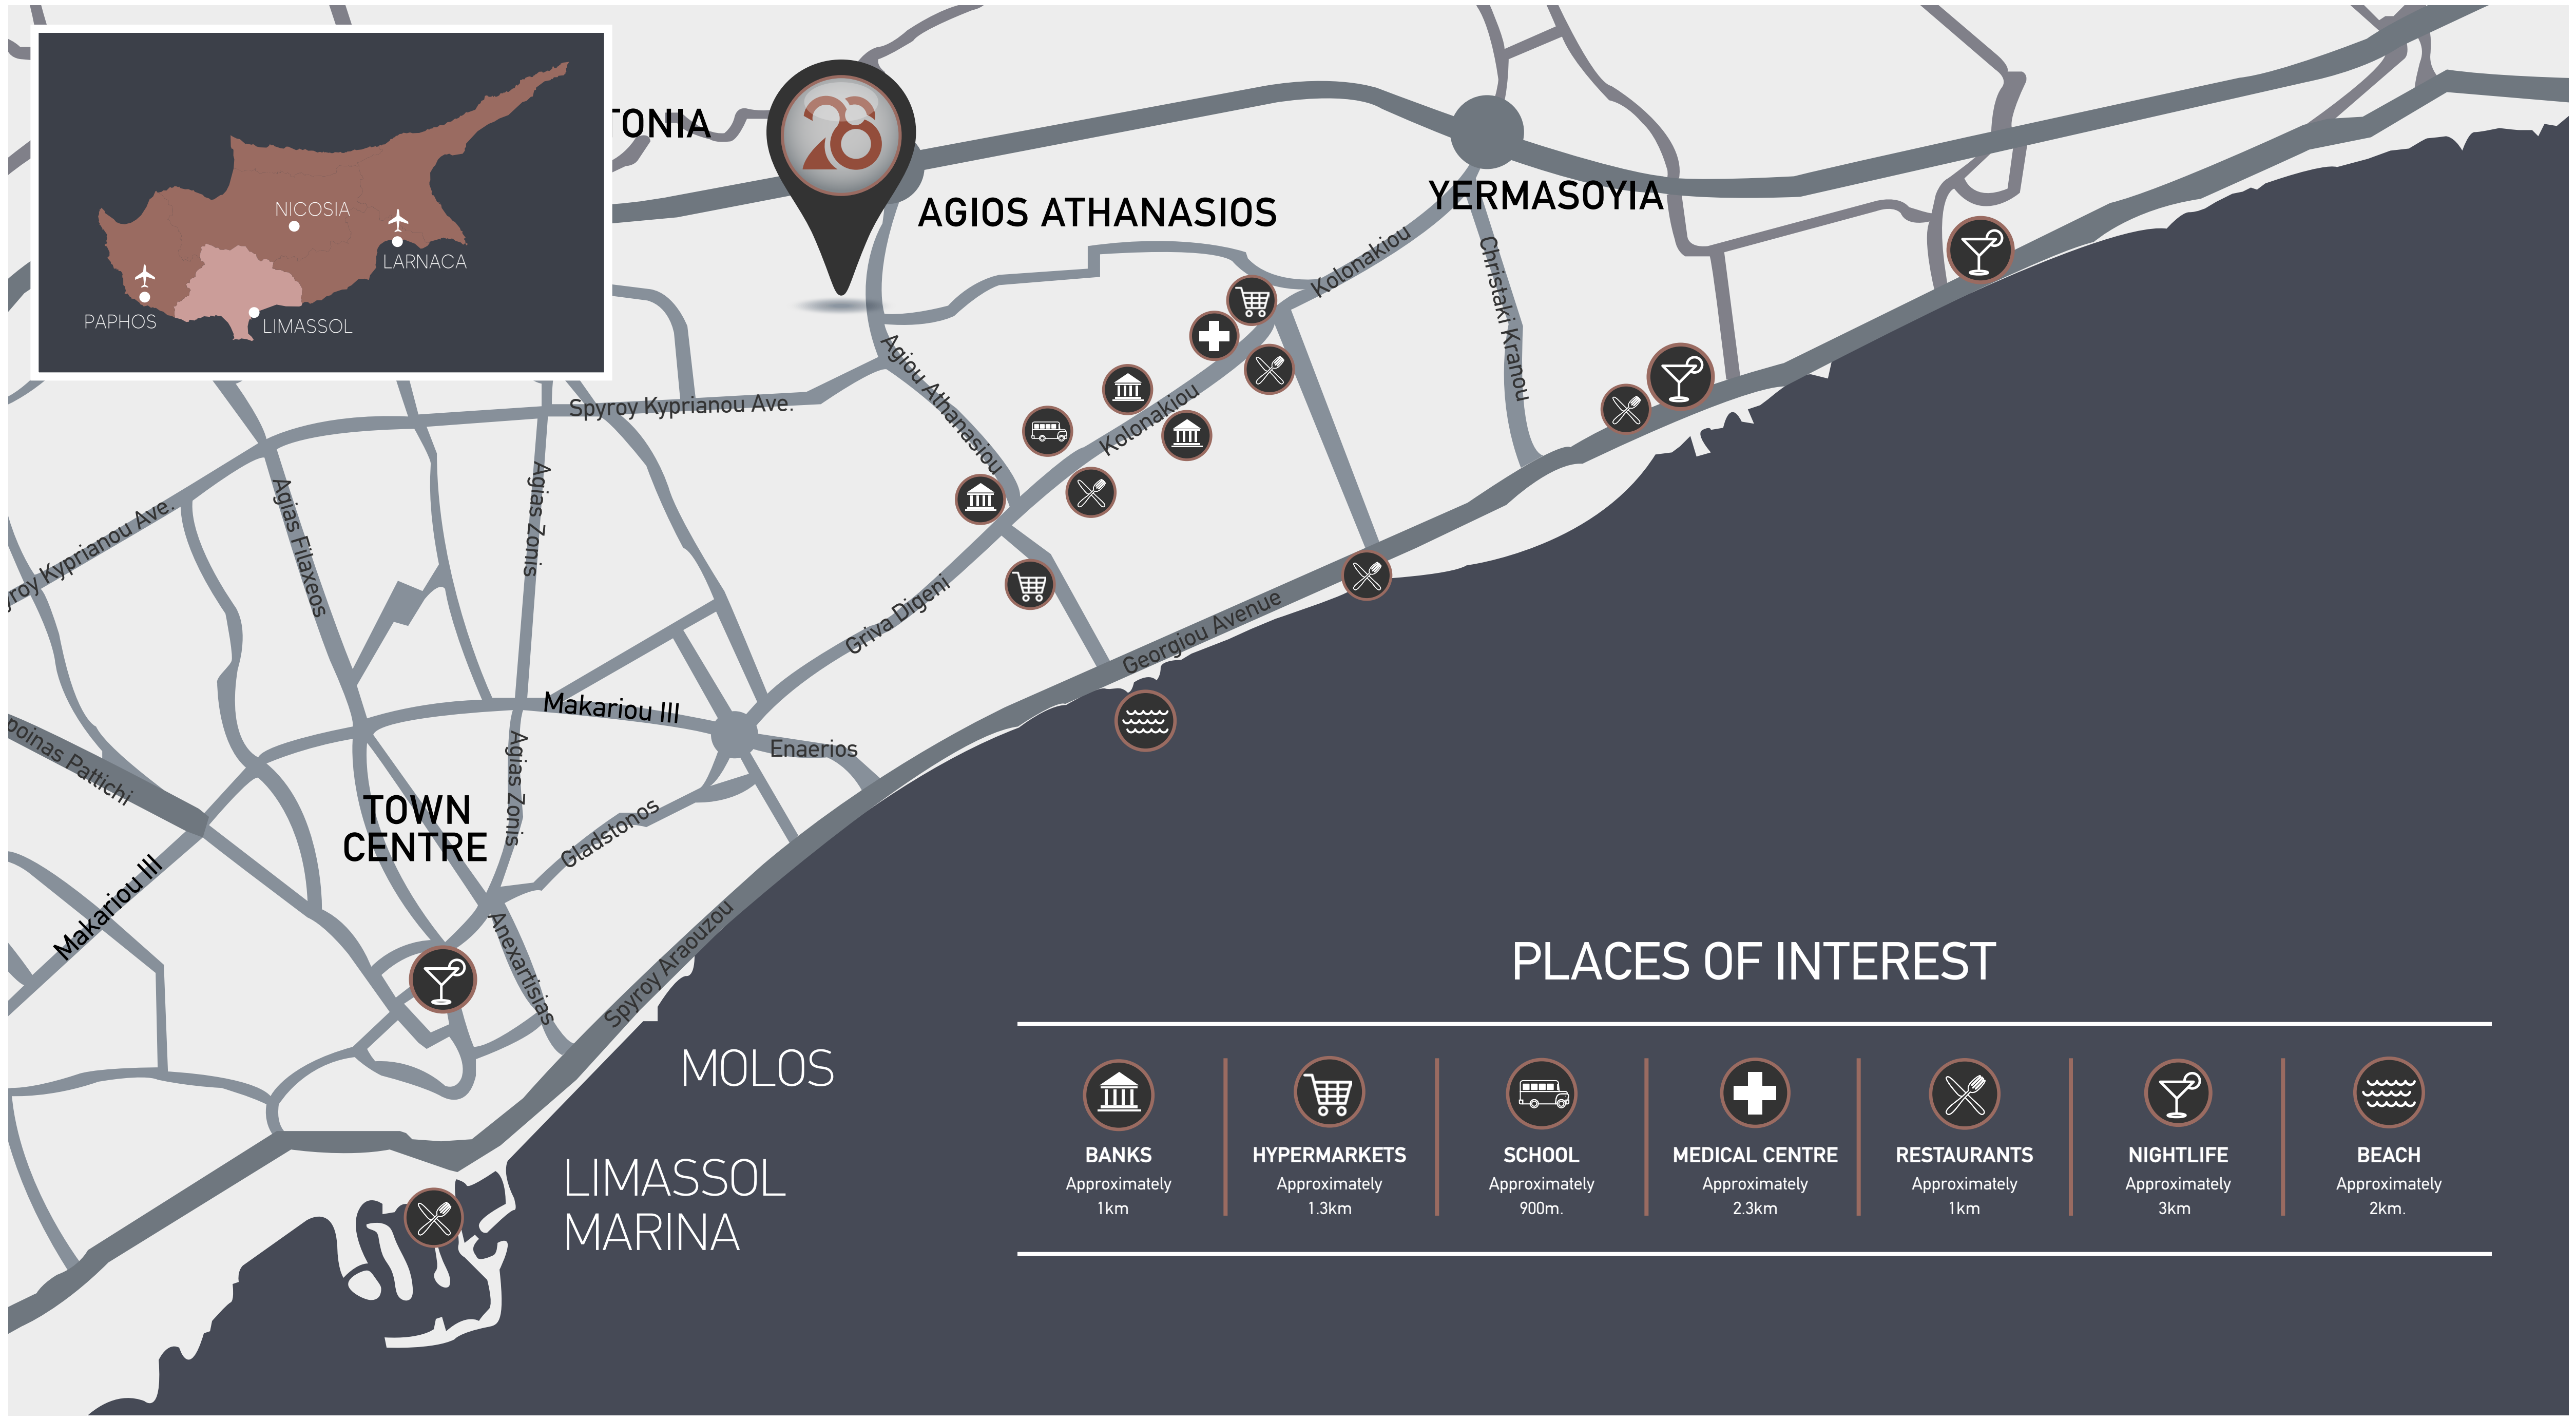 NICOSIA
LARNACA
PAPHOS
LIMASSOL
TONIA
28
AGIOS ATHANASIOS
YERMASOYIA
Kolonakiou
Christaki Kranou
Agiou Athanasiou
Spyroy Kyprianou Ave.
Kolonakiou
yroy Kyprianou Ave.
Agias Filaxeos
Agias Zonis
Griva Digeni
Georgiou Avenue
Makariou III
Enaerios
poinas Pattichi
Agias Zonis
TOWN
CENTRE
Gladstonos
Makariou III
Anexartisias
Spyroy Araouzou
MOLOS
LIMASSOL
MARINA
PLACES OF INTEREST
BANKS
Approximately
1km
HYPERMARKETS
Approximately
1.3km
SCHOOL
Approximately
900m.
MEDICAL CENTRE
Approximately
2.3km
RESTAURANTS
Approximately
1km
NIGHTLIFE
Approximately
3km
BEACH
Approximately
2km.